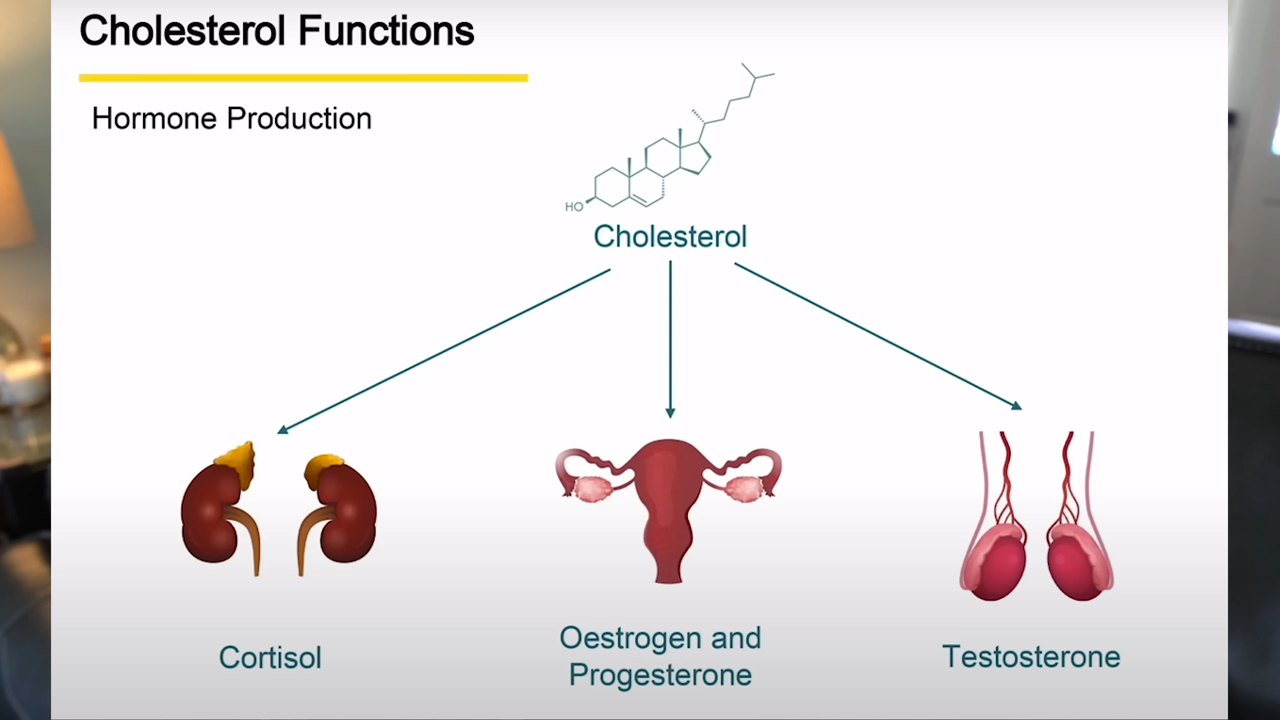 Cholesterol Functions
Hormone Production
HO
Cholesterol
Cortisol
Oestrogen and
Progesterone
Testosterone